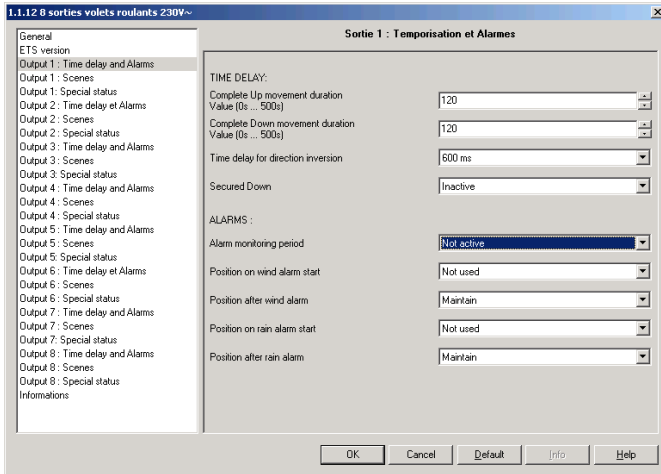 1.1.12 8 sorties volets roulants 230V~
General
ETS version
Output 1 : Time delay and Alarms
Output 1 : Scenes
Output 1: Special status
Output 2 : Time delay et Alarms
Output 2 : Scenes
Output 2 : Special status
Output 3 : Time delay and Alarms
Output 3 : Scenes
Output 3: Special status
Output 4 : Time delay and Alarms
Output 4 : Scenes
Output 4 : Special status
Output 5 : Time delay and Alarms
Output 5 : Scenes
Output 5: Special status
Output 6 : Time delay et Alarms
Output 6 : Scenes
Output 6 : Special status
Output 7 : Time delay and Alarms
Output 7 : Scenes
Output 7: Special status
Output 8 : Time delay and Alarms
Output 8 : Scenes
Output 8 : Special status
Informations
Sortie 1 : Temporisation et Alarmes
TIME DELAY:
Complete Up movement duration
Value (0s ... 500s)
120
Complete Down movement duration
Value (0s ... 500s)
120
Time delay for direction inversion
600 ms
Secured Down
Inactive
ALARMS :
Alarm monitoring period
Not active
Position on wind alarm start
Not used
Position after wind alarm
Maintain
Position on rain alarm start
Not used
Position after rain alarm
Maintain
OK
Cancel
Default
Info
Help